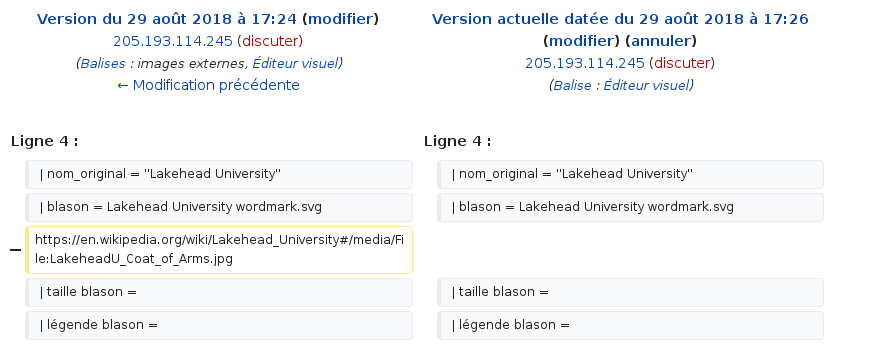 Version du 29 août 2018 à 17:24 (modifier)
205.193.114.245 (discuter)
(Balises : images externes, Éditeur visuel)
← Modification précédente
Version actuelle datée du 29 août 2018 à 17:26
(modifier) (annuler)
205.193.114.245 (discuter)
(Balise : Éditeur visuel)
Ligne 4 :
Ligne 4 :
| nom_original = "Lakehead University"
| nom_original = "Lakehead University"
| blason = Lakehead University wordmark.svg
| blason = Lakehead University wordmark.svg
− https://en.wikipedia.org/wiki/Lakehead_University#/media/Fi
le:LakeheadU_Coat_of_Arms.jpg
| taille blason =
| taille blason =
| légende blason =
| légende blason =